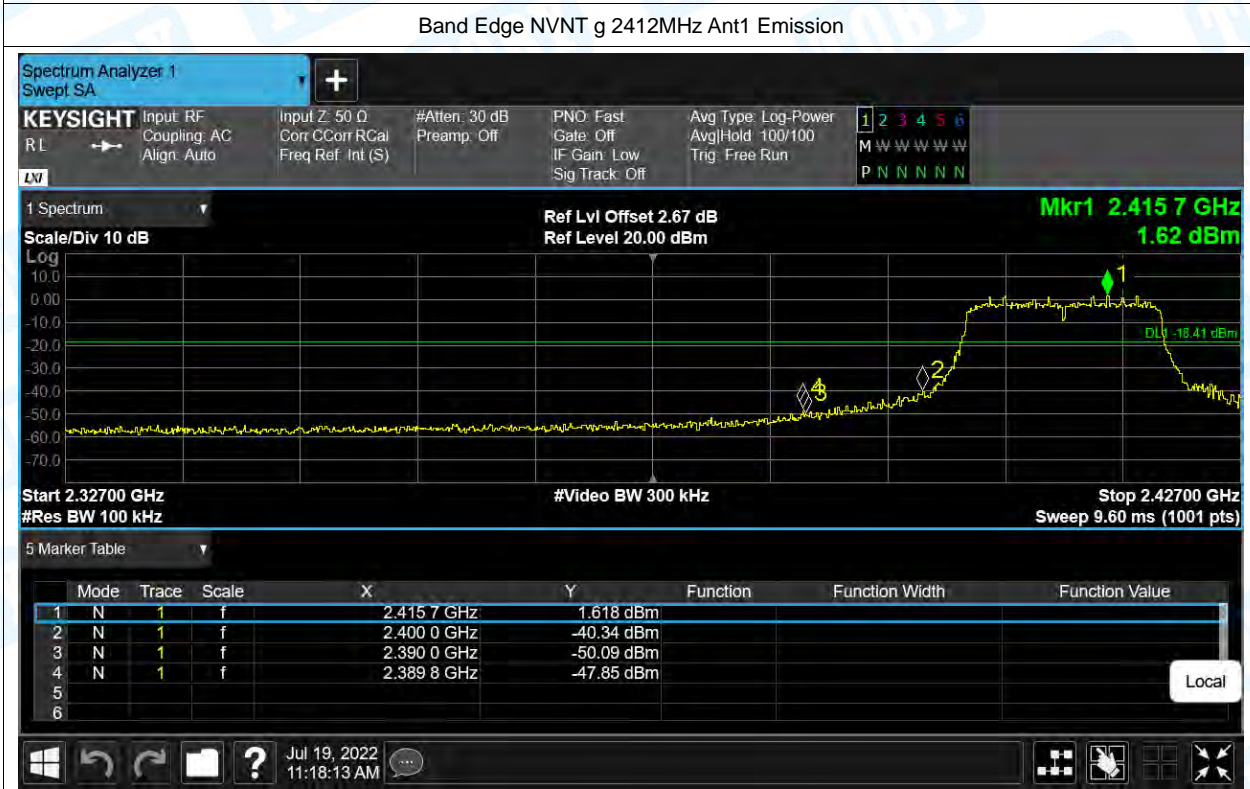 Band Edge NVNT g 2412MHz Ant1 Emission
Spectrum Analyzer 1
Swept SA
+
KEYSIGHT Input: RF Input Z: 50 Ω #Atten: 30 dB PNO: Fast Avg Type: Log-Power 1 2 3 4 5 6
RL Coupling: AC Corr CCorr RCal Preamp: Off Gate: Off Avg|Hold: 100/100 M W W W W W W
Align: Auto Freq Ref: Int (S) IF Gain: Low Trig: Free Run P N N N N N N
LXI Sig Track: Off
1 Spectrum Ref Lvl Offset 2.67 dB Mkr1 2.415 7 GHz
Scale/Div 10 dB Ref Level 20.00 dBm 1.62 dBm
Log
10.0
0.00
-10.0
-20.0
-30.0
-40.0
-50.0
-60.0
-70.0
1
DL1 -18.41 dBm
2
4
3
Start 2.32700 GHz #Video BW 300 kHz Stop 2.42700 GHz
#Res BW 100 kHz Sweep 9.60 ms (1001 pts)
5 Marker Table
Mode Trace Scale X Y Function Function Width Function Value
1 N 1 f 2.415 7 GHz 1.618 dBm
2 N 1 f 2.400 0 GHz -40.34 dBm
3 N 1 f 2.390 0 GHz -50.09 dBm
4 N 1 f 2.389 8 GHz -47.85 dBm
5
6
Local
? Jul 19, 2022
11:18:13 AM